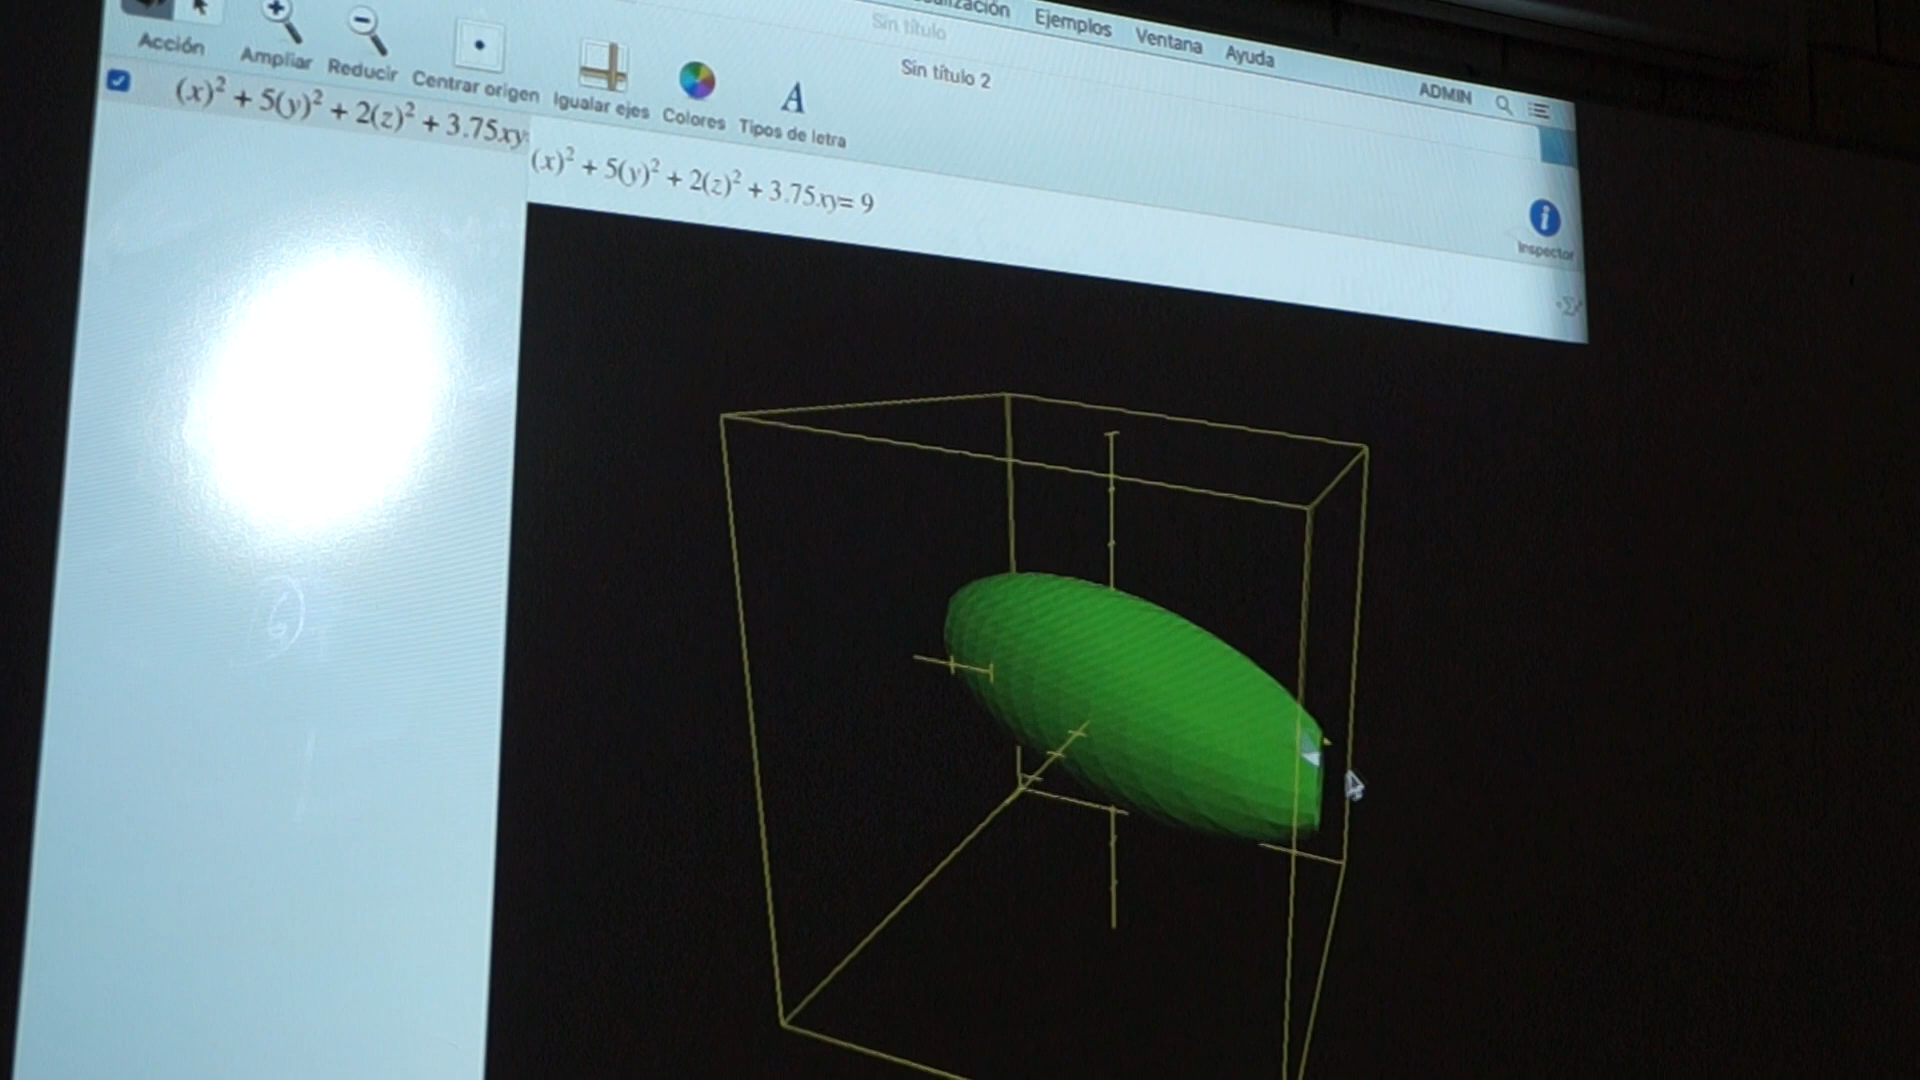 Ejemplos Ventana Ayuda
Sin título
ADMIN
Sin título 2
Acción Ampliar Reducir Centrar origen Igualar ejes Colores Tipos de letra
(x)² + 5(y)² + 2(z)² + 3.75xy
(x)² + 5(y)² + 2(z)² + 3.75xy= 9
Inspector